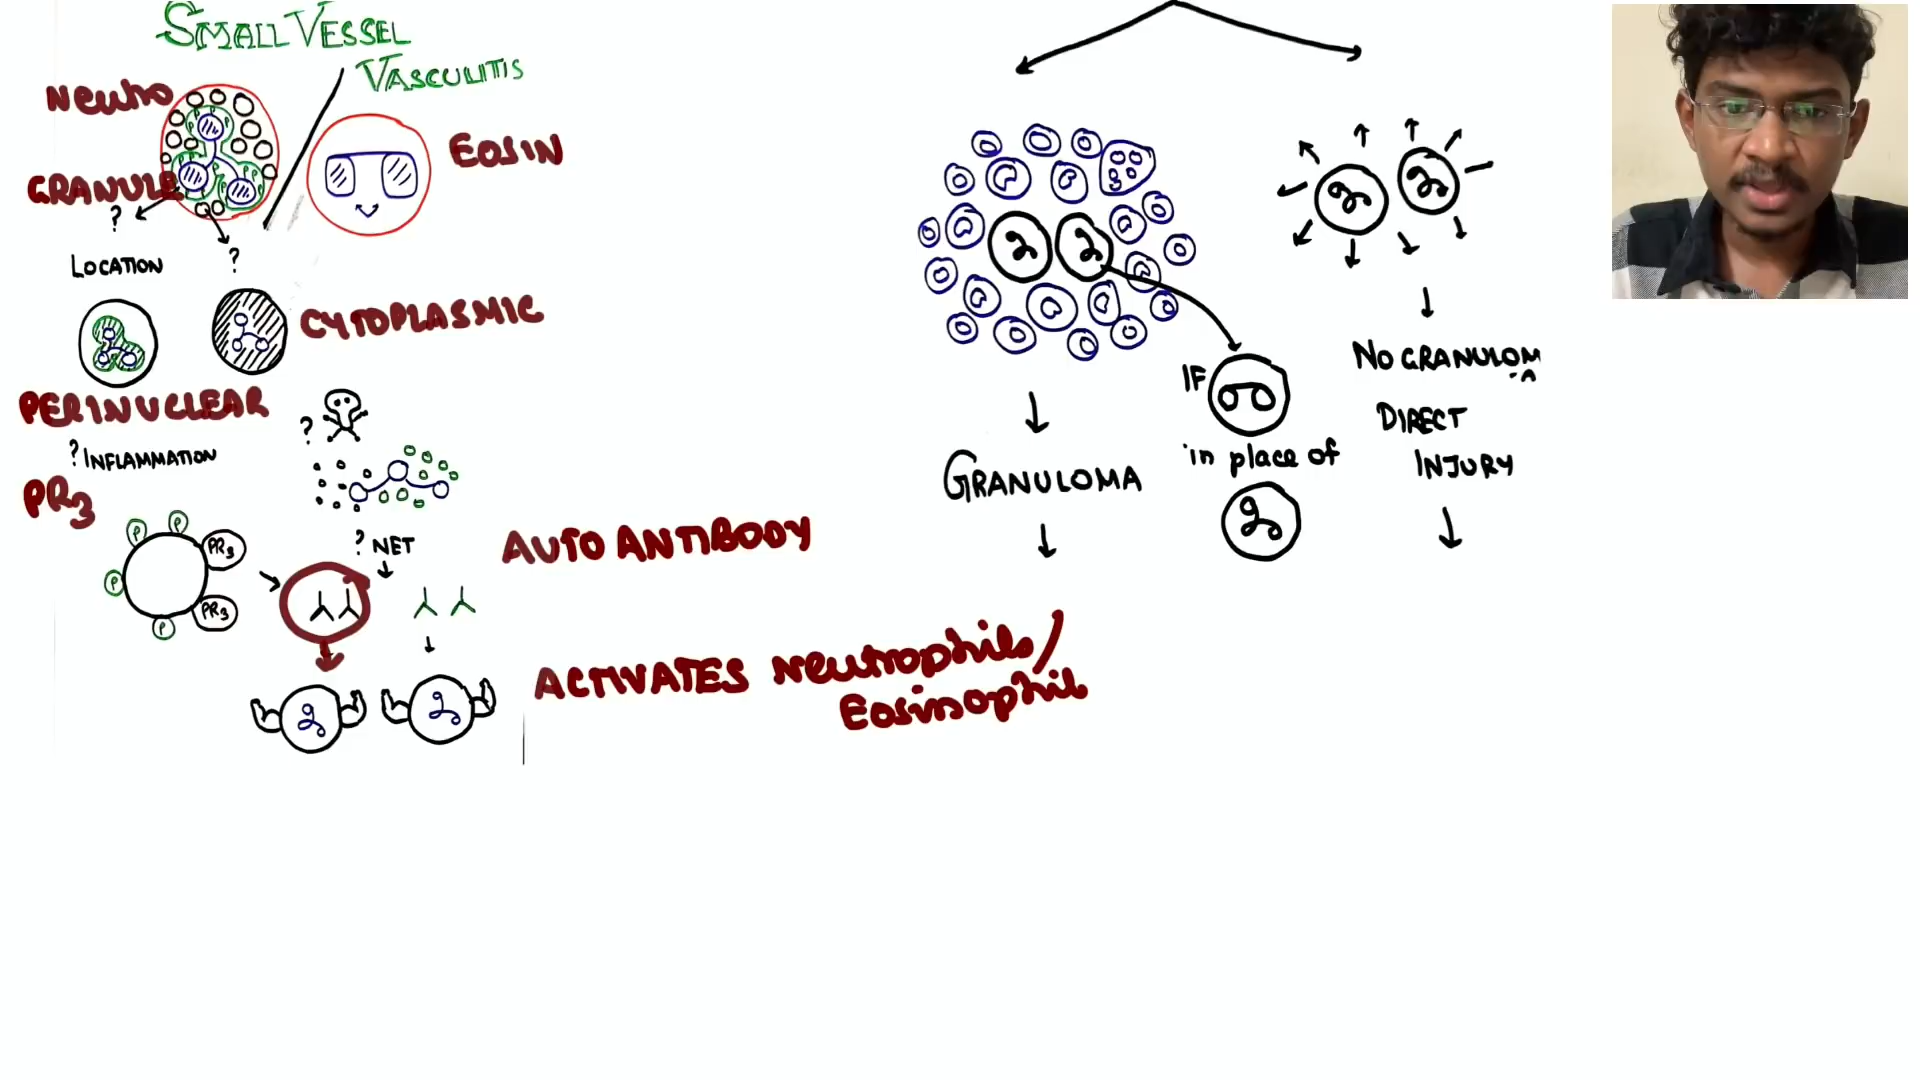 SMALL VESSEL
VASCULITIS
Neutro
EOSIN
GRANULE
?
?
LOCATION
CYTOPLASMIC
PERINUCLEAR
? INFLAMMATION
?
PR3
P
P
PR3
P
PR3
P
? NET
AUTO ANTIBODY
ACTIVATES Neutrophils/
Eosinophils
GRANULOMA
IF
in place of
NO GRANULOM
A
DIRECT
INJURY